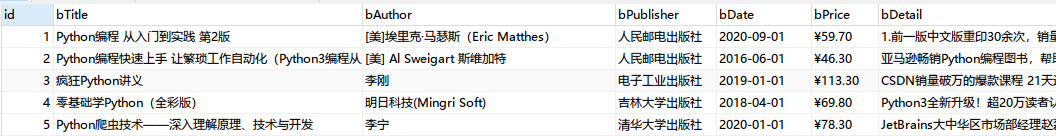 id bTitle bAuthor bPublisher bDate bPrice bDetail
1 Python编程 从入门到实践 第2版 [美]埃里克·马瑟斯（Eric Matthes） 人民邮电出版社 2020-09-01 ¥59.70 1.前一版中文版重印30余次，销量
2 Python编程快速上手 让繁琐工作自动化（Python3编程从 [美] Al Sweigart 斯维加特 人民邮电出版社 2016-06-01 ¥46.30 亚马逊畅销Python编程图书，帮助
3 疯狂Python讲义 李刚 电子工业出版社 2019-01-01 ¥113.30 CSDN销量破万的爆款课程 21天
4 零基础学Python（全彩版） 明日科技(Mingri Soft) 吉林大学出版社 2018-04-01 ¥69.80 Python3全新升级！超20万读者认
5 Python爬虫技术——深入理解原理、技术与开发 李宁 清华大学出版社 2020-01-01 ¥78.30 JetBrains大中华区市场部经理赵